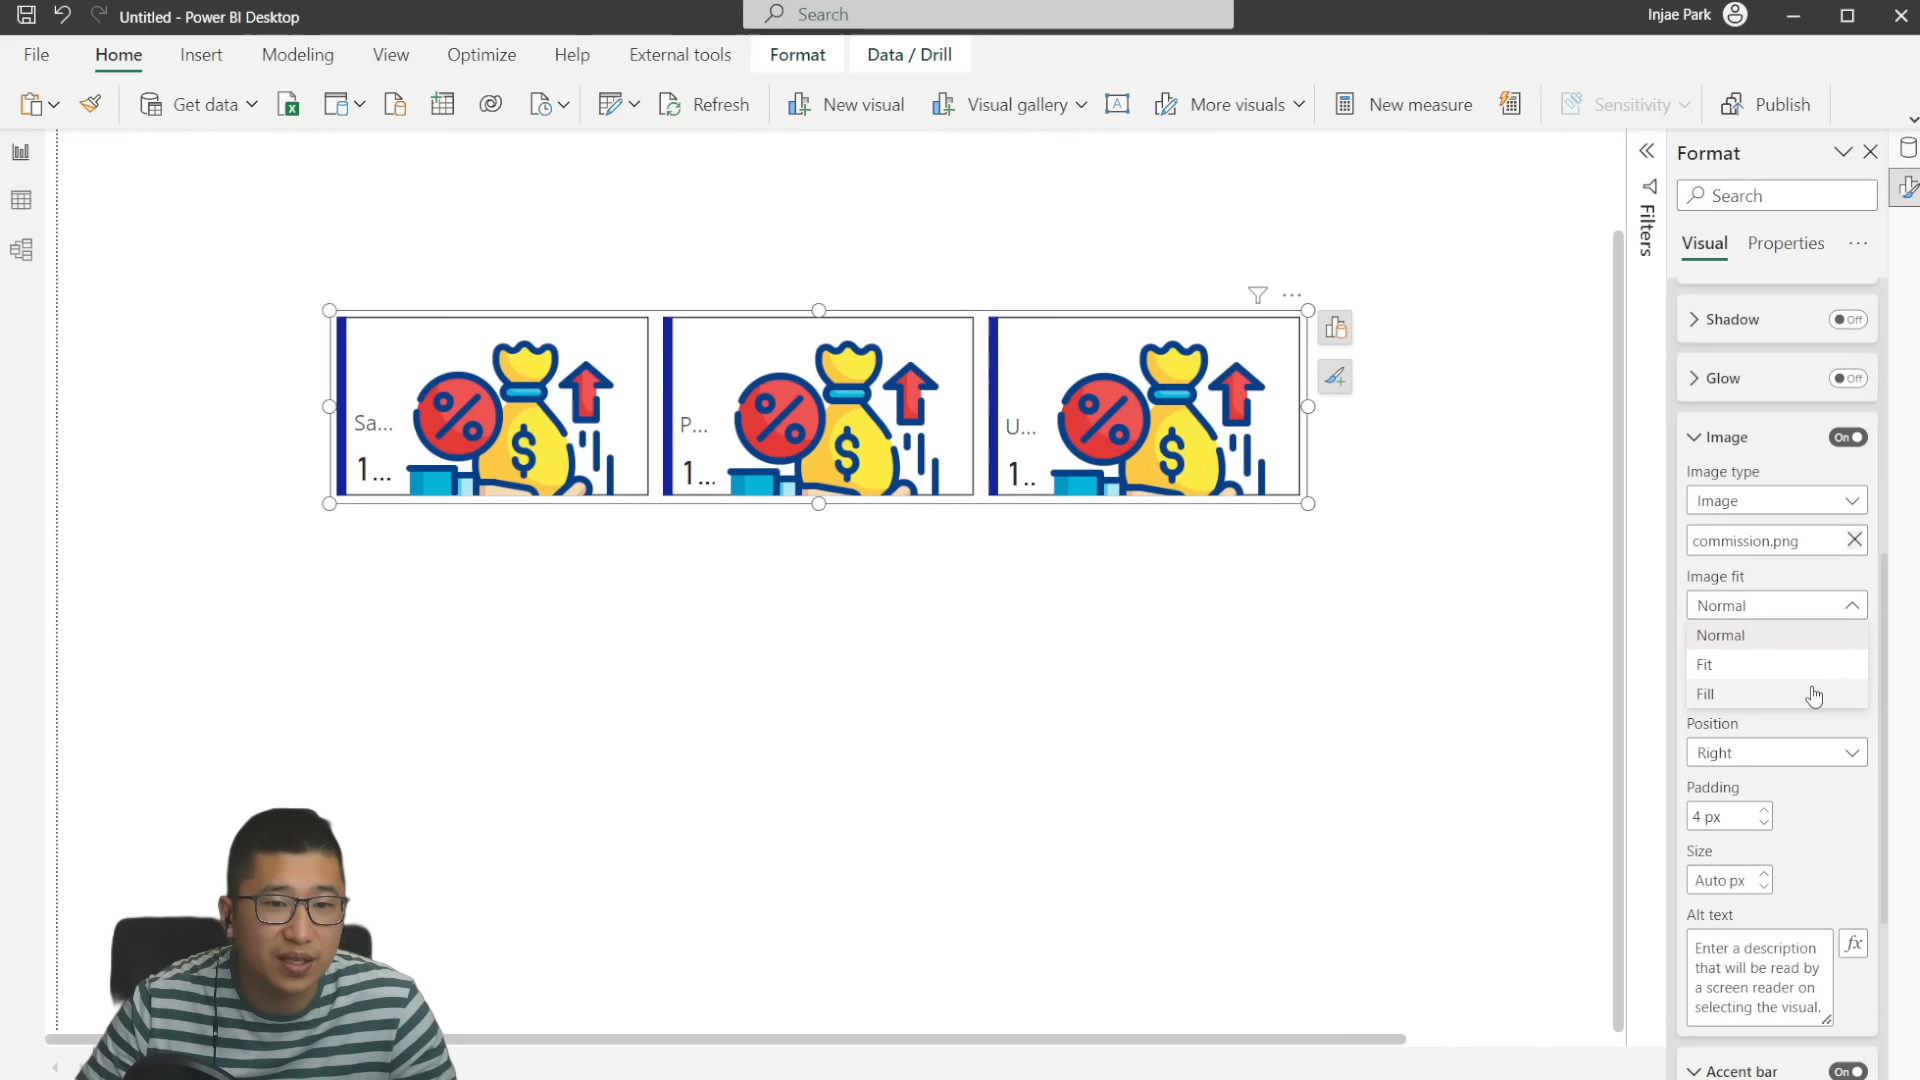 Untitled - Power BI Desktop
Search
Injae Park
File
Home
Insert
Modeling
View
Optimize
Help
External tools
Format
Data / Drill
Get data
Refresh
New visual
Visual gallery
A
More visuals
New measure
Sensitivity
Publish
Format
Search
Filters
Visual
Properties
Shadow
Off
Glow
Off
Sa...
1...
P...
1...
U...
1..
% $
% $
% $
Image
On
Image type
Image
commission.png
Image fit
Normal
Normal
Fit
Fill
Position
Right
Padding
4 px
Size
Auto px
Alt text
Enter a description
that will be read by
a screen reader on
selecting the visual.
fx
Accent bar
On